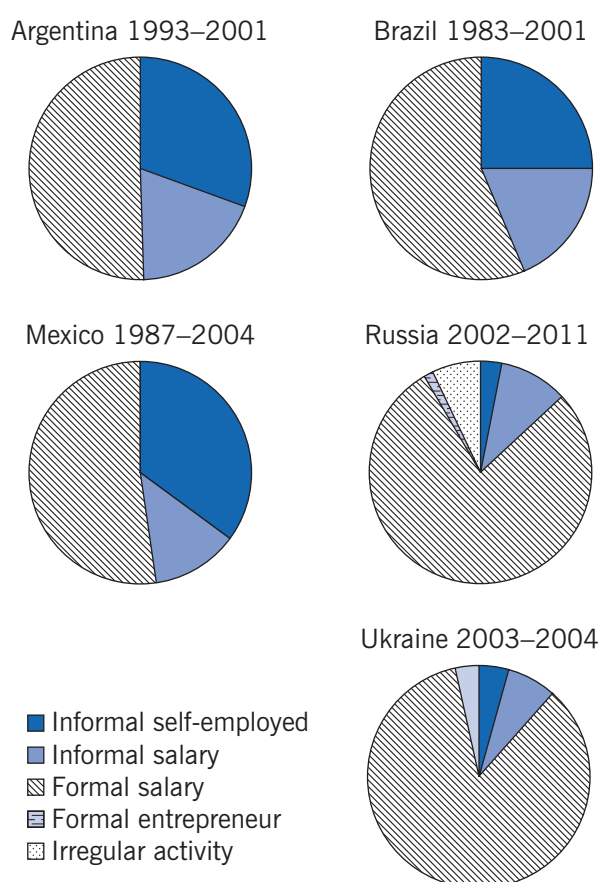 Argentina 1993–2001
Brazil 1983–2001
Mexico 1987–2004
Russia 2002–2011
Ukraine 2003–2004
Informal self-employed
Informal salary
Formal salary
Formal entrepreneur
Irregular activity